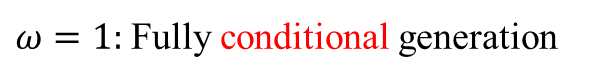 ω = 1: Fully conditional generation